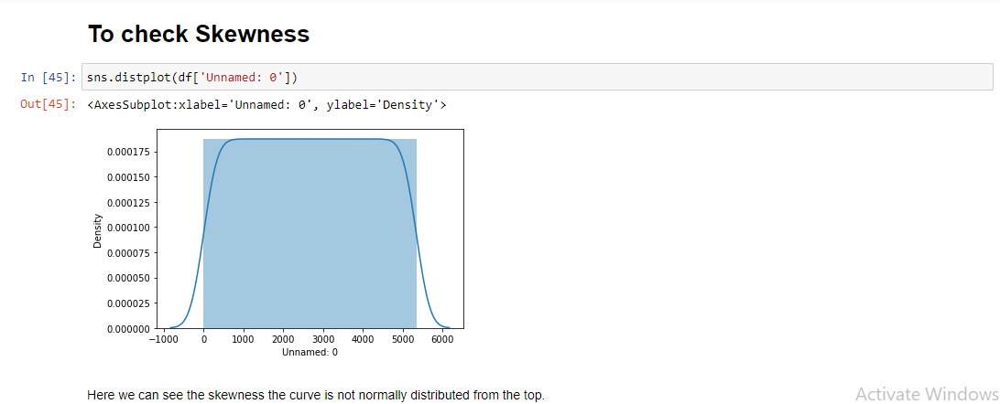 To check Skewness
In [45]: sns.distplot(df['Unnamed: 0'])
Out[45]: <AxesSubplot:xlabel='Unnamed: 0', ylabel='Density'>
0.000175
0.000150
0.000125
0.000100
0.000075
0.000050
0.000025
0.000000
Density
−1000 0 1000 2000 3000 4000 5000 6000
Unnamed: 0
Here we can see the skewness the curve is not normally distributed from the top.
Activate Windows